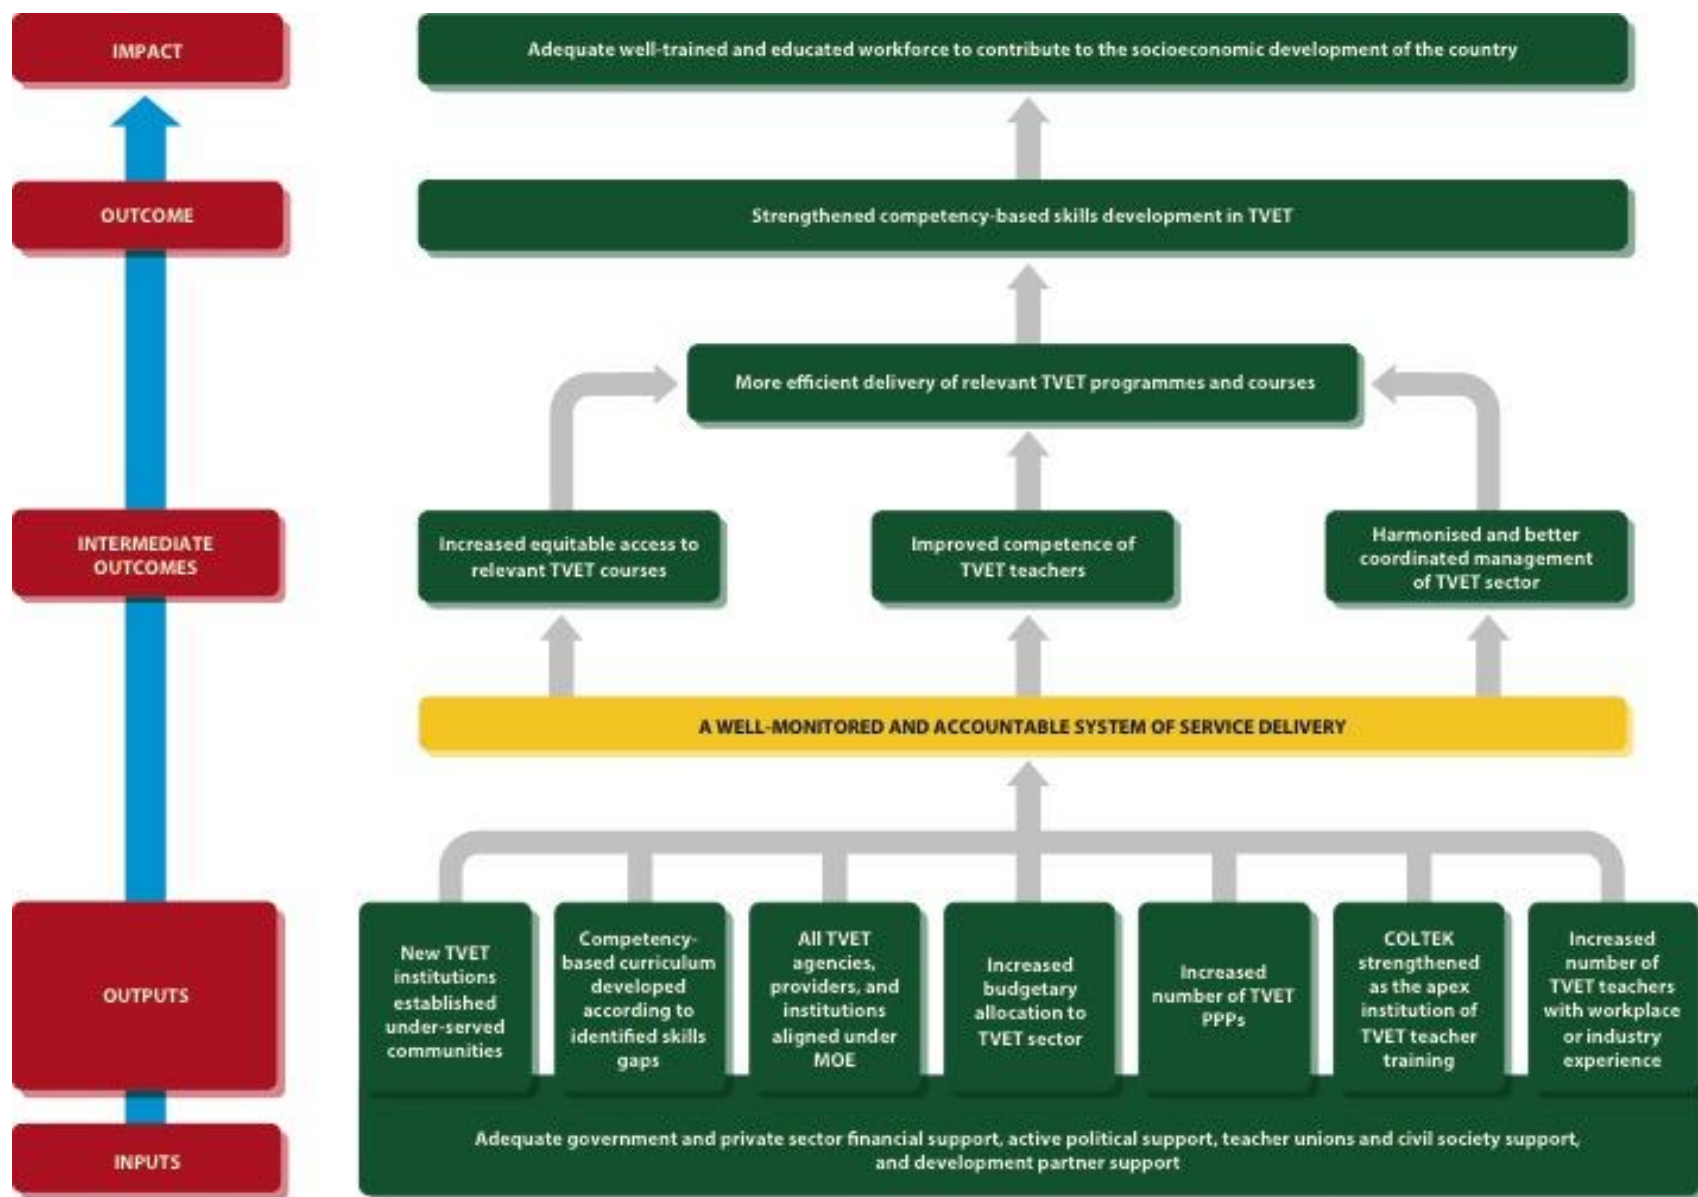 IMPACT
Adequate well-trained and educated workforce to contribute to the socioeconomic development of the country
OUTCOME
Strengthened competency-based skills development in TVET
More efficient delivery of relevant TVET programmes and courses
INTERMEDIATE
OUTCOMES
Increased equitable access to
relevant TVET courses
Improved competence of
TVET teachers
Harmonised and better
coordinated management
of TVET sector
A WELL-MONITORED AND ACCOUNTABLE SYSTEM OF SERVICE DELIVERY
OUTPUTS
New TVET
institutions
established
under-served
communities
Competency-
based curriculum
developed
according to
identified skills
gaps
All TVET
agencies,
providers, and
institutions
aligned under
MOE
Increased
budgetary
allocation to
TVET sector
Increased
number of TVET
PPPs
COLTEK
strengthened
as the apex
institution of
TVET teacher
training
Increased
number of
TVET teachers
with workplace
or industry
experience
INPUTS
Adequate government and private sector financial support, active political support, teacher unions and civil society support,
and development partner support